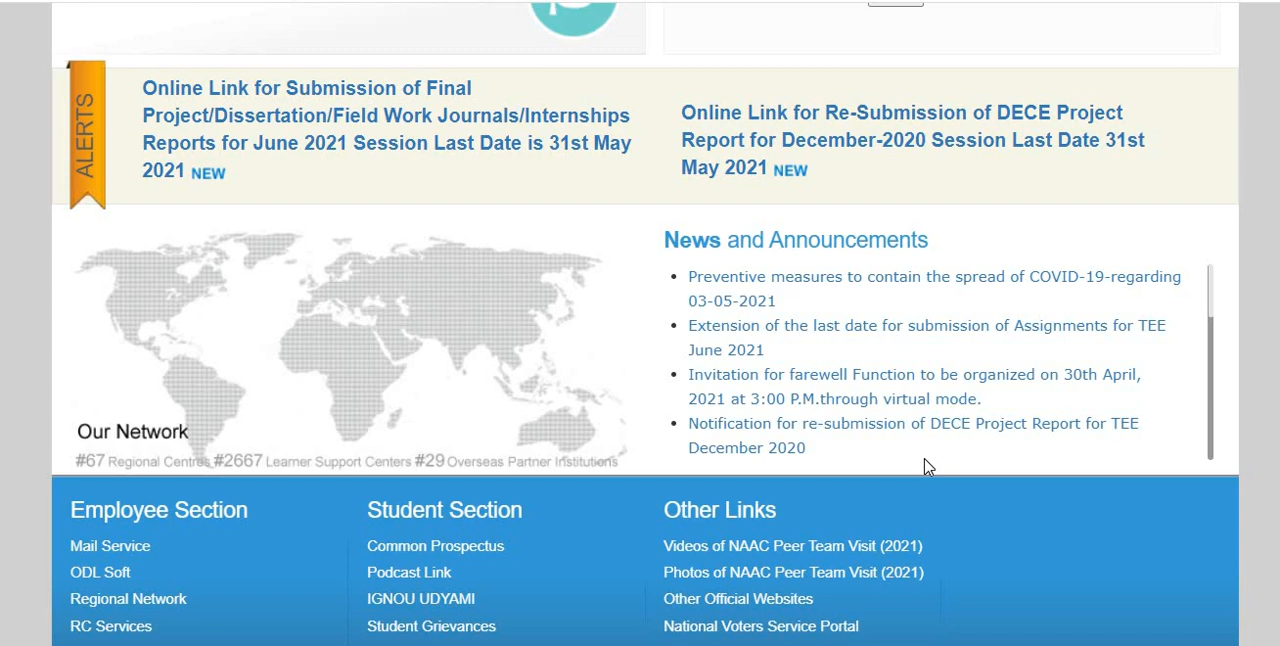 ALERTS
Online Link for Submission of Final
Project/Dissertation/Field Work Journals/Internships
Reports for June 2021 Session Last Date is 31st May
2021 NEW
Online Link for Re-Submission of DECE Project
Report for December-2020 Session Last Date 31st
May 2021 NEW
Our Network
#67 Regional Centres #2667 Learner Support Centers #29 Overseas Partner Institutions
News and Announcements
Preventive measures to contain the spread of COVID-19-regarding
03-05-2021
Extension of the last date for submission of Assignments for TEE
June 2021
Invitation for farewell Function to be organized on 30th April,
2021 at 3:00 P.M.through virtual mode.
Notification for re-submission of DECE Project Report for TEE
December 2020
Employee Section
Mail Service
ODL Soft
Regional Network
RC Services
Student Section
Common Prospectus
Podcast Link
IGNOU UDYAMI
Student Grievances
Other Links
Videos of NAAC Peer Team Visit (2021)
Photos of NAAC Peer Team Visit (2021)
Other Official Websites
National Voters Service Portal